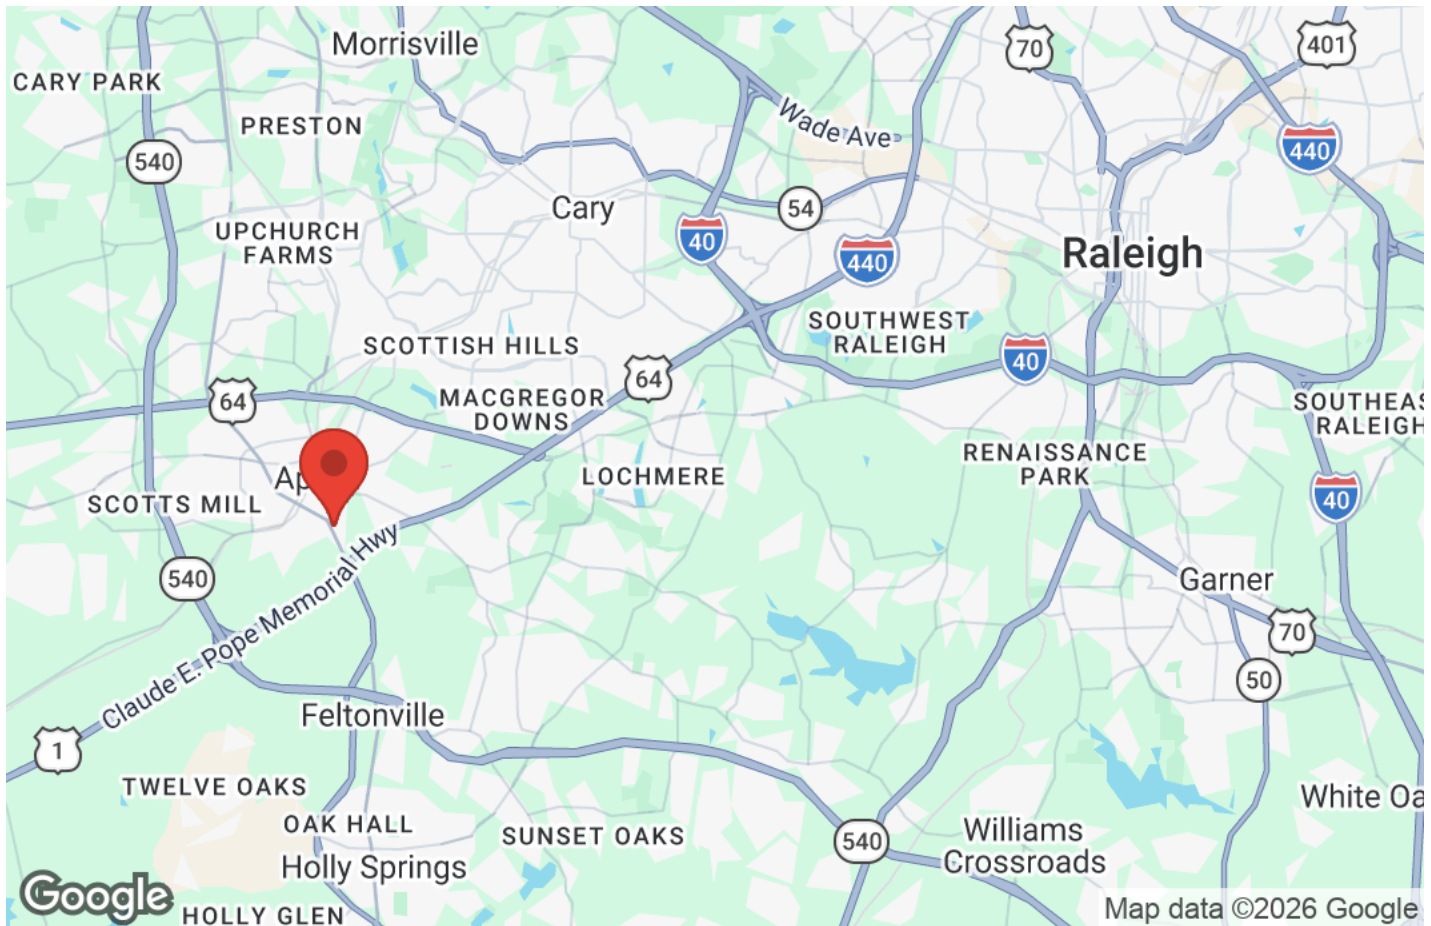 Morrisville
70
401
CARY PARK
PRESTON
Wade Ave
540
440
Cary
54
UPCHURCH
FARMS
40
440
Raleigh
SOUTHWEST
RALEIGH
SCOTTISH HILLS
40
64
64
MACGREGOR
DOWNS
SOUTHEAS
RALEIGH
RENAISSANCE
PARK
LOCHMERE
Ap
SCOTTS MILL
40
Claude E. Pope Memorial Hwy
540
Garner
70
50
Feltonville
1
TWELVE OAKS
White Oa
OAK HALL
SUNSET OAKS
540
Williams
Crossroads
Holly Springs
Google
HOLLY GLEN
Map data ©2026 Google